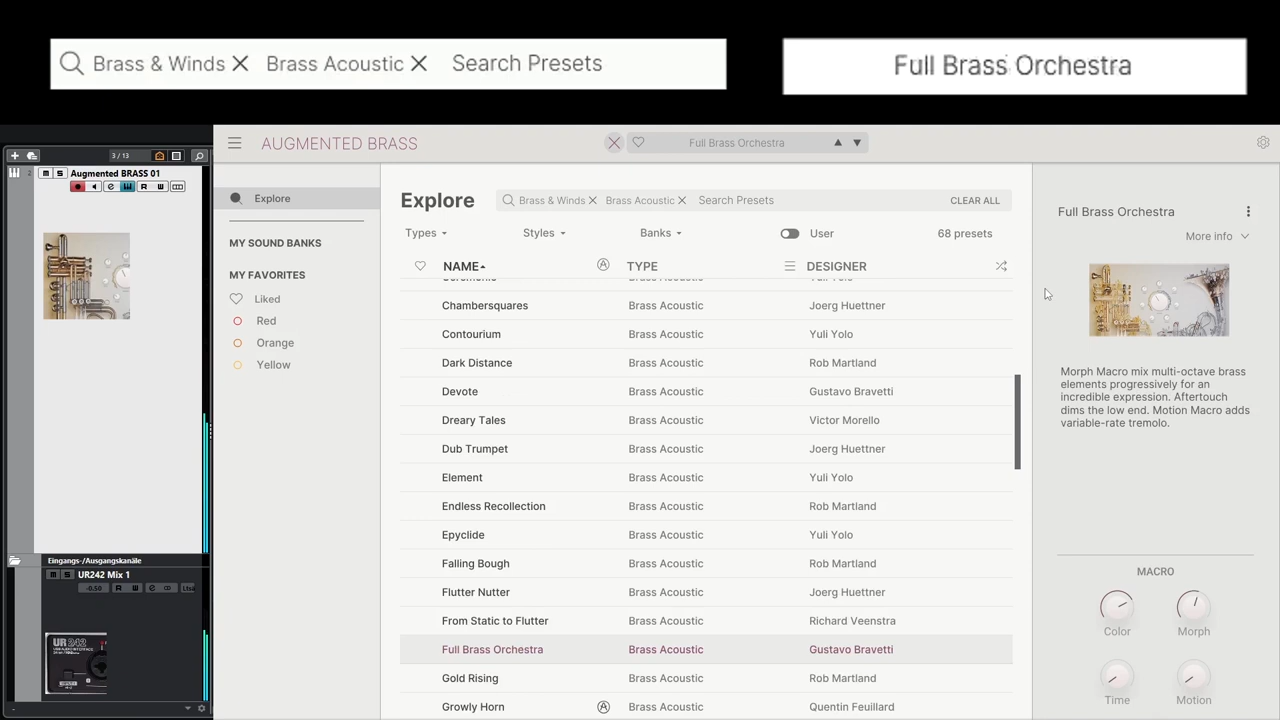 Brass & Winds Brass Acoustic Search Presets
Full Brass Orchestra
AUGMENTED BRASS
Full Brass Orchestra
3 / 13
2 m S Augmented BRASS 01
R W
Explore
MY SOUND BANKS
MY FAVORITES
Liked
Red
Orange
Yellow
Explore
Brass & Winds Brass Acoustic Search Presets CLEAR ALL
Types Styles Banks User 68 presets
NAME TYPE DESIGNER
Chambersquares Brass Acoustic Joerg Huettner
Contourium Brass Acoustic Yuli Yolo
Dark Distance Brass Acoustic Rob Martland
Devote Brass Acoustic Gustavo Bravetti
Dreary Tales Brass Acoustic Victor Morello
Dub Trumpet Brass Acoustic Joerg Huettner
Element Brass Acoustic Yuli Yolo
Endless Recollection Brass Acoustic Rob Martland
Epyclide Brass Acoustic Yuli Yolo
Falling Bough Brass Acoustic Rob Martland
Flutter Nutter Brass Acoustic Rob Martland
From Static to Flutter Brass Acoustic Richard Veenstra
Full Brass Orchestra Brass Acoustic Gustavo Bravetti
Gold Rising Brass Acoustic Rob Martland
Growly Horn Brass Acoustic Quentin Feuillard
Full Brass Orchestra
More info
Morph Macro mix multi-octave brass
elements progressively for an
incredible expression. Aftertouch
dims the low end. Motion Macro adds
variable-rate tremolo.
MACRO
Color Morph
Time Motion
Eingangs-/Ausgangskanäle
m S UR242 Mix 1
-0.50 R W
UR242